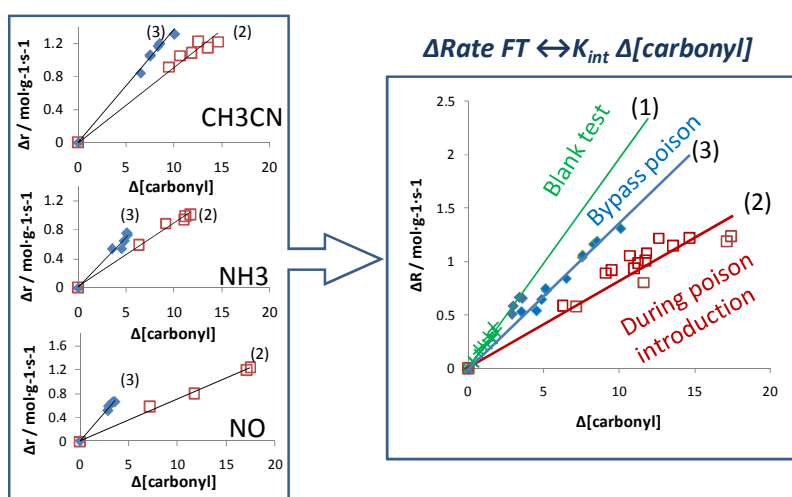 ΔRate FT ↔K_int Δ[carbonyl]
Δr / mol·g-1·s-1
1.2
0.8
0.4
0
0 5 10 15 20
Δ[carbonyl]
(3)
(2)
CH3CN
Δr / mol·g-1·s-1
1.2
0.8
0.4
0
0 5 10 15 20
Δ[carbonyl]
(3)
(2)
NH3
Δr / mol·g-1·s-1
1.6
1.2
0.8
0.4
0
0 5 10 15 20
Δ[carbonyl]
(3)
(2)
NO
ΔR / mol·g-1·s-1
2.5
2
1.5
1
0.5
0
0 5 10 15 20
Δ[carbonyl]
Blank test
(1)
Bypass poison
(3)
(2)
During poison
introduction